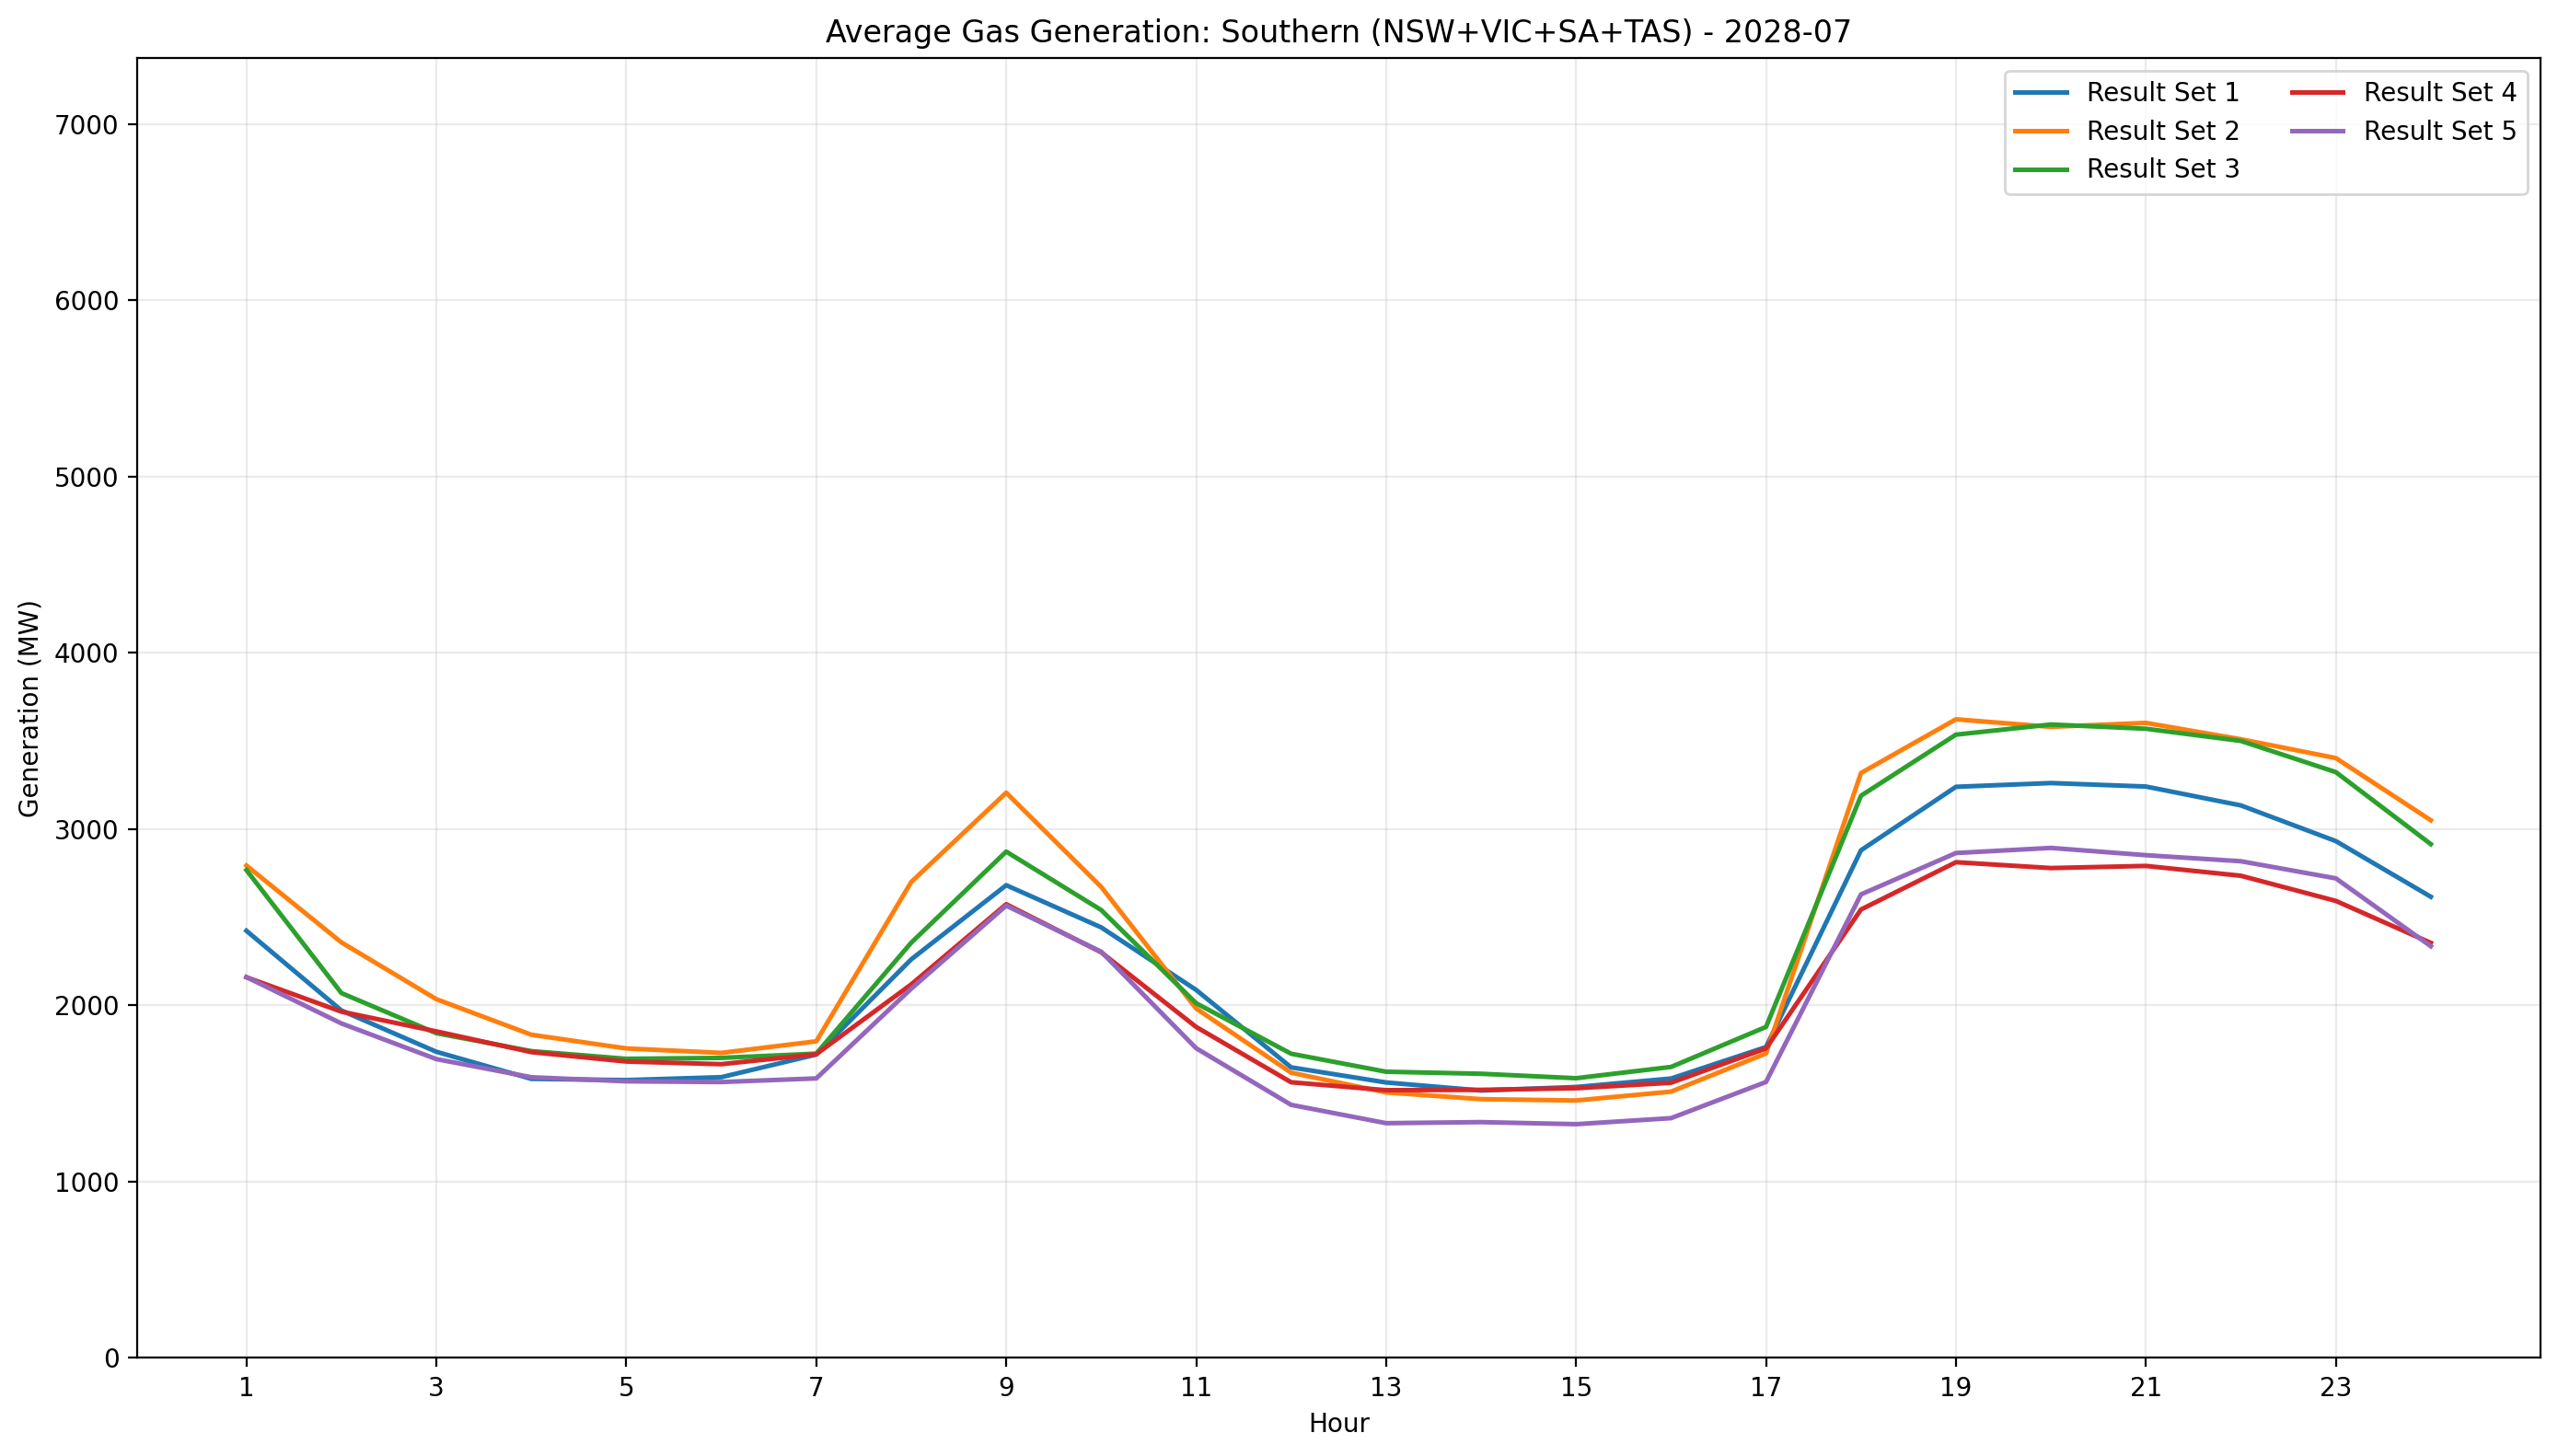 Average Gas Generation: Southern (NSW+VIC+SA+TAS) - 2028-07
Result Set 1
Result Set 2
Result Set 3
Result Set 4
Result Set 5
7000
6000
5000
4000
3000
2000
1000
0
Generation (MW)
1 3 5 7 9 11 13 15 17 19 21 23
Hour